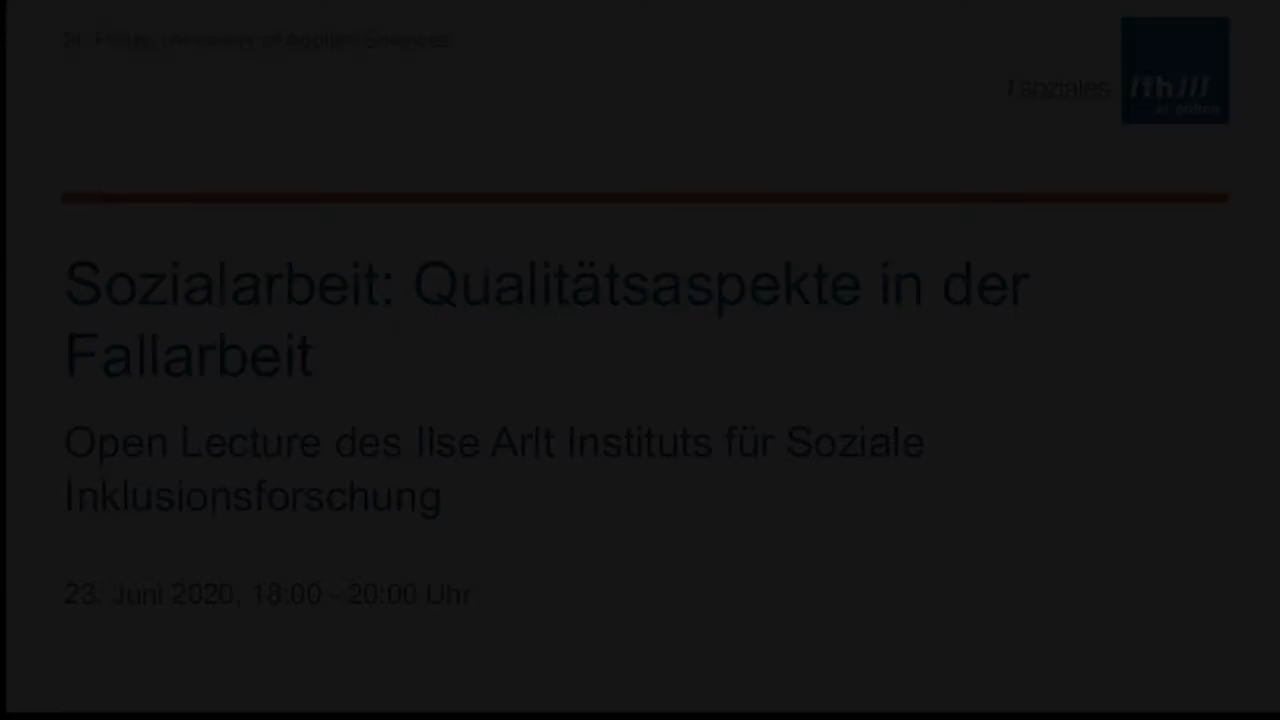 St. Pölten University of Applied Sciences
/ soziales
/fh///
st. pölten
Sozialarbeit: Qualitätsaspekte in der
Fallarbeit
Open Lecture des Ilse Arlt Instituts für Soziale
Inklusionsforschung
23. Juni 2020, 18:00 - 20:00 Uhr